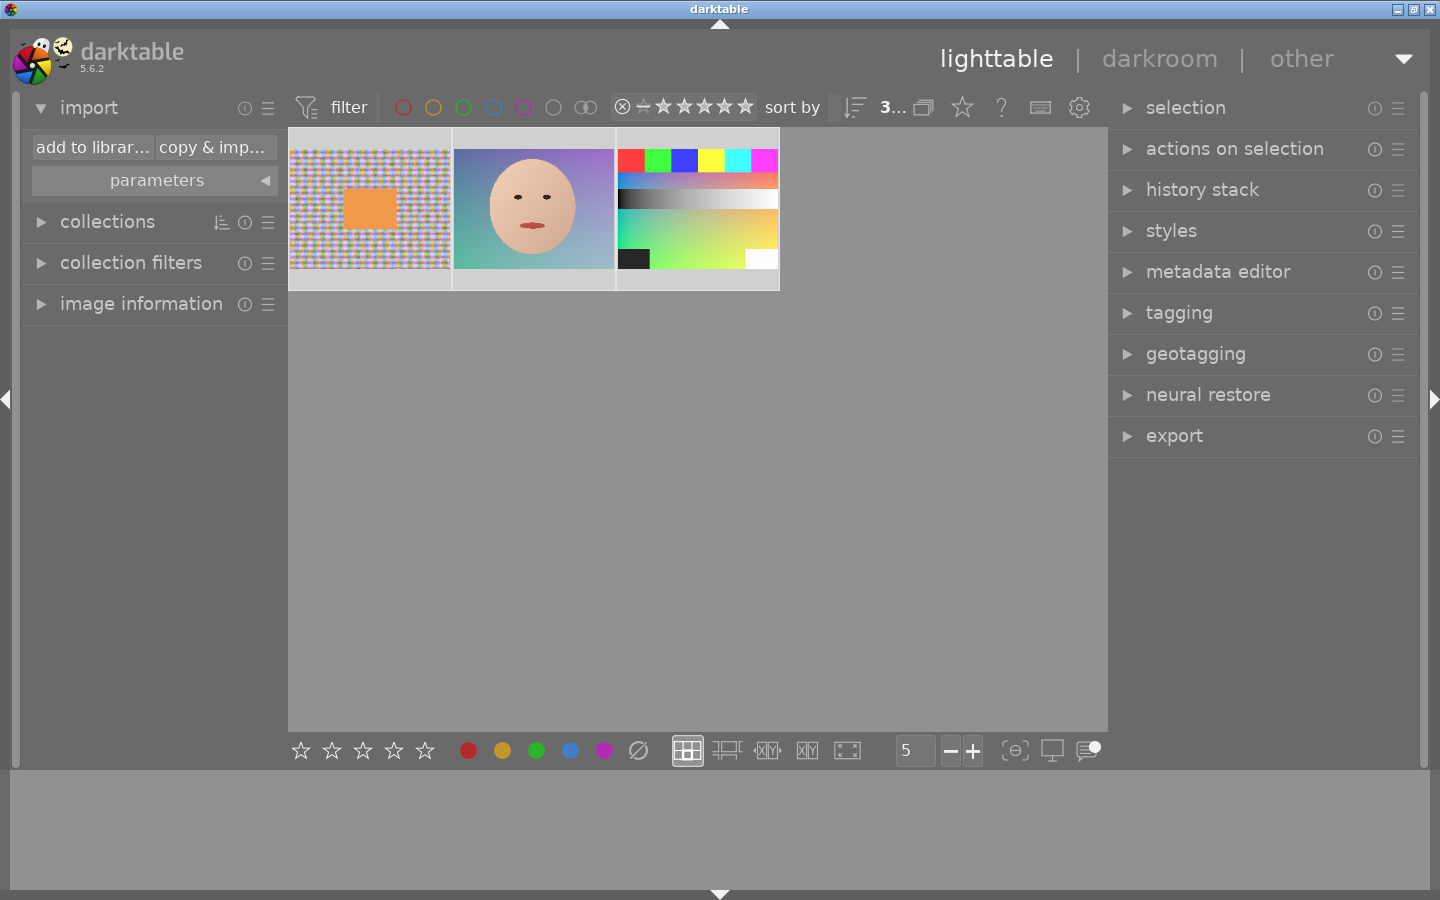 darktable
darktable
5.6.2
lighttable | darkroom | other
import
filter
sort by
3...
add to librar...
copy & imp...
parameters
collections
collection filters
image information
selection
actions on selection
history stack
styles
metadata editor
tagging
geotagging
neural restore
export
5